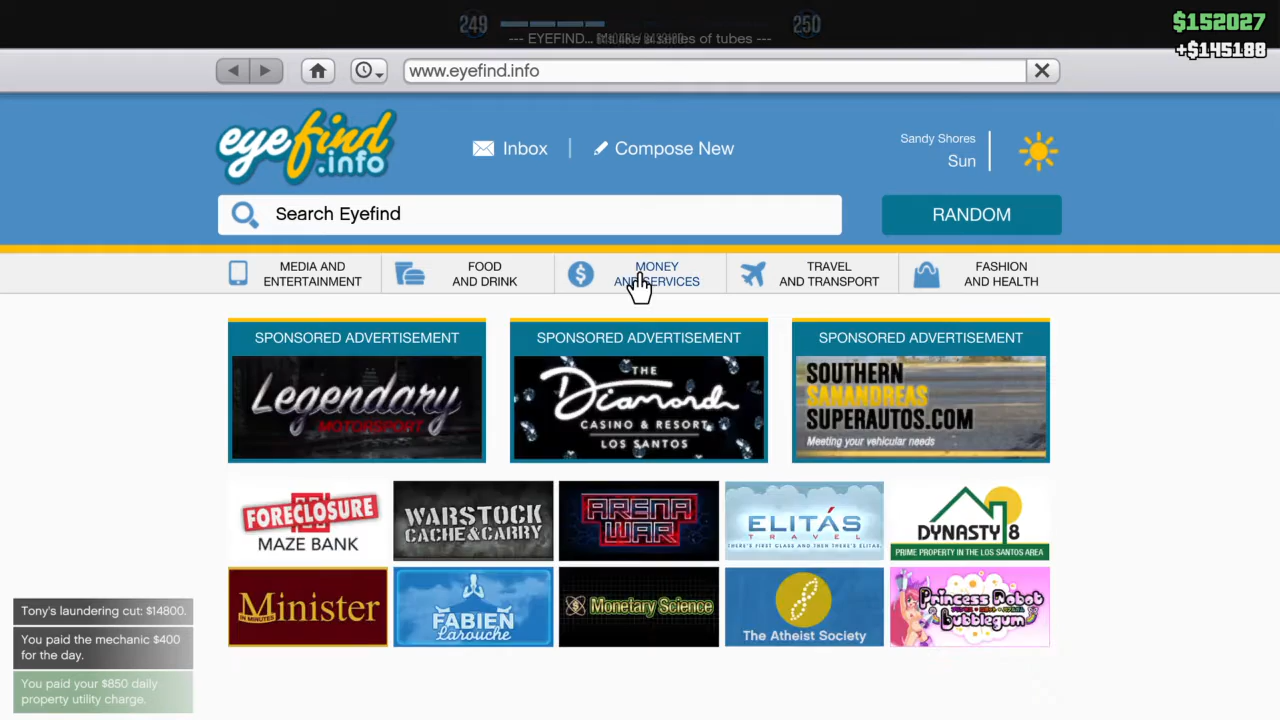 249
250
$152027
+$145188
--- EYEFIND... It's like a series of tubes ---
www.eyefind.info
eyefind
.info
Inbox
Compose New
Sandy Shores
Sun
Search Eyefind
RANDOM
MEDIA AND
ENTERTAINMENT
FOOD
AND DRINK
MONEY
AND SERVICES
TRAVEL
AND TRANSPORT
FASHION
AND HEALTH
SPONSORED ADVERTISEMENT
Legendary
MOTORSPORT
SPONSORED ADVERTISEMENT
THE
Diamond
CASINO & RESORT
LOS SANTOS
SPONSORED ADVERTISEMENT
SOUTHERN
SANANDREAS
SUPERAUTOS.COM
Meeting your vehicular needs
FORECLOSURE
MAZE BANK
WARSTOCK
CACHE&CARRY
ARENA
WAR
ELITÁS
TRAVEL
THERE'S FIRST CLASS AND THEN THERE'S ELITAS.
DYNASTY 8
PRIME PROPERTY IN THE LOS SANTOS AREA
Minister
IN MINUTES
FABIEN
Larouche
Monetary Science
The Atheist Society
Princess Robot
Bubblegum
Tony's laundering cut: $14800.
You paid the mechanic $400
for the day.
You paid your $850 daily
property utility charge.